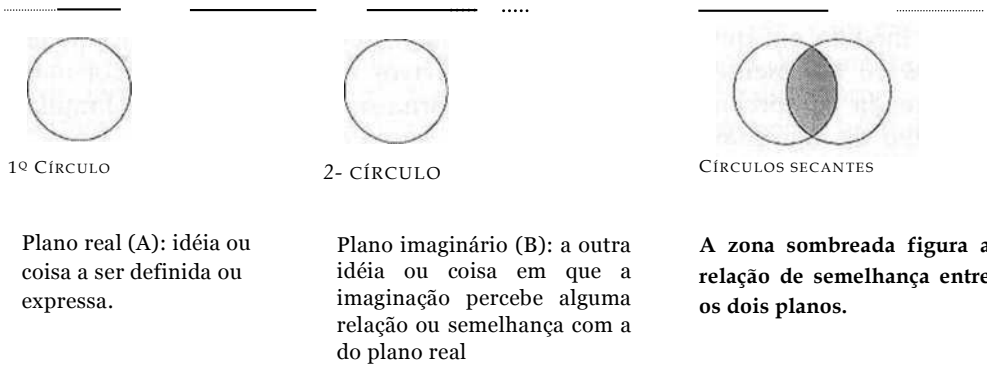 1º CÍRCULO
2- CÍRCULO
CÍRCULOS SECANTES
Plano real (A): idéia ou
coisa a ser definida ou
expressa.
Plano imaginário (B): a outra
idéia ou coisa em que a
imaginação percebe alguma
relação ou semelhança com a
do plano real
A zona sombreada figura a
relação de semelhança entre
os dois planos.